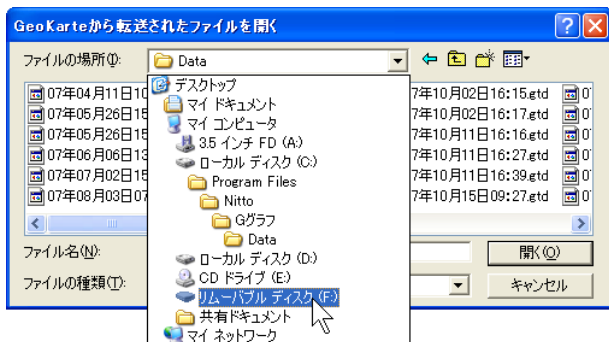 GeoKarteから転送されたファイルを開く
ファイルの場所(I):
Data
デスクトップ
マイ ドキュメント
マイ コンピュータ
3.5 インチ FD (A:)
ローカル ディスク (C:)
Program Files
Nitto
Gグラフ
Data
ローカル ディスク (D:)
CD ドライブ (E:)
リムーバブル ディスク (F:)
共有ドキュメント
マイ ネットワーク
07年04月11日10
07年05月26日15
07年05月26日15
07年06月06日13
07年07月02日15
07年08月03日07
7年10月02日16:15.gtd
7年10月02日16:17.gtd
7年10月11日16:16.gtd
7年10月11日16:27.gtd
7年10月11日16:39.gtd
7年10月15日09:27.gtd
0
0
0
0
0
0
ファイル名(N):
開く(O)
ファイルの種類(T):
キャンセル